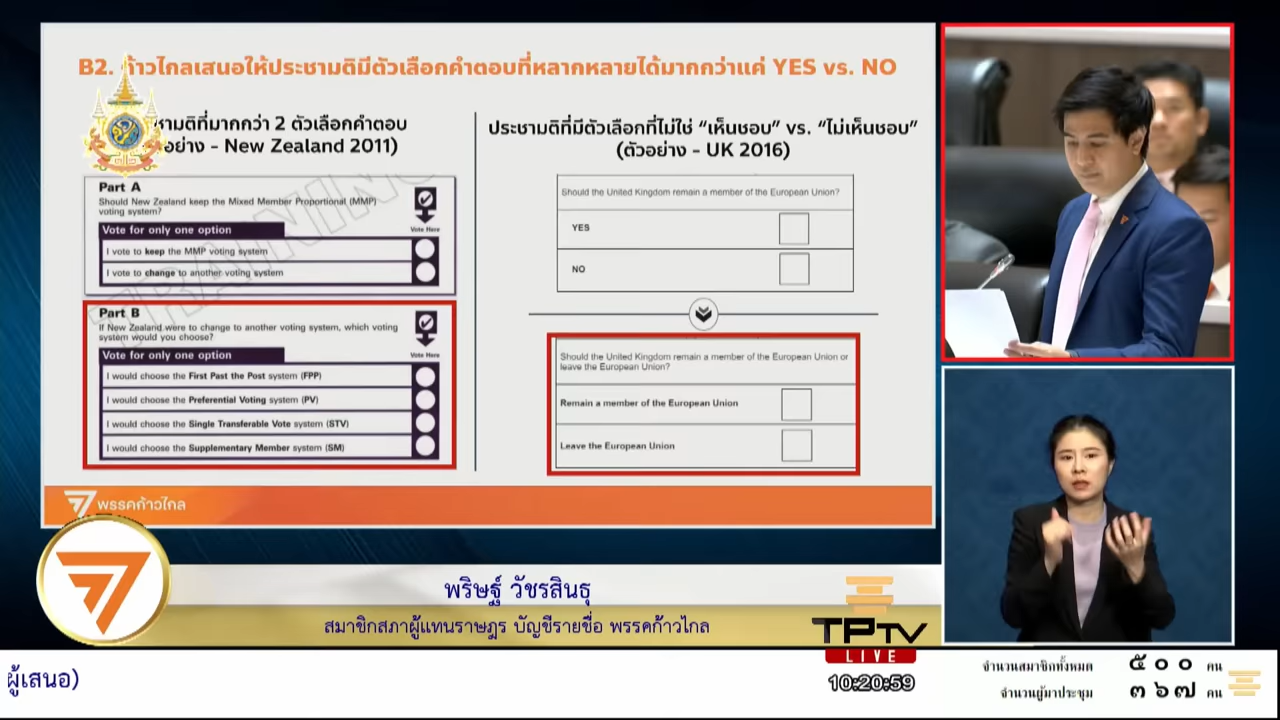 B2. ก้าวไกลเสนอให้ประชามติมีตัวเลือกคำตอบที่หลากหลายได้มากกว่าแค่ YES vs. NO
ชามติที่มากกว่า 2 ตัวเลือกคำตอบ
อย่าง - New Zealand 2011)
Part A
Should New Zealand keep the Mixed Member Proportional (MMP)
voting system?
Vote Here
Vote for only one option
I vote to keep the MMP voting system
I vote to change to another voting system
TRAINING
Part B
If New Zealand were to change to another voting system, which voting
system would you choose?
Vote Here
Vote for only one option
I would choose the First Past the Post system (FPP)
I would choose the Preferential Voting system (PV)
I would choose the Single Transferable Vote system (STV)
I would choose the Supplementary Member system (SM)
ประชามติที่มีตัวเลือกที่ไม่ใช่ “เห็นชอบ” vs. “ไม่เห็นชอบ”
(ตัวอย่าง - UK 2016)
Should the United Kingdom remain a member of the European Union?
YES
NO
Should the United Kingdom remain a member of the European Union or
leave the European Union?
Remain a member of the European Union
Leave the European Union
พรรคก้าวไกล
พริษฐ์ วัชรสินธุ
สมาชิกสภาผู้แทนราษฎร บัญชีรายชื่อ พรรคก้าวไกล
TPTV
LIVE
10:20:59
ผู้เสนอ)
จำนวนสมาชิกทั้งหมด ๕๐๐ คน
จำนวนผู้มาประชุม ๓๖๗ คน